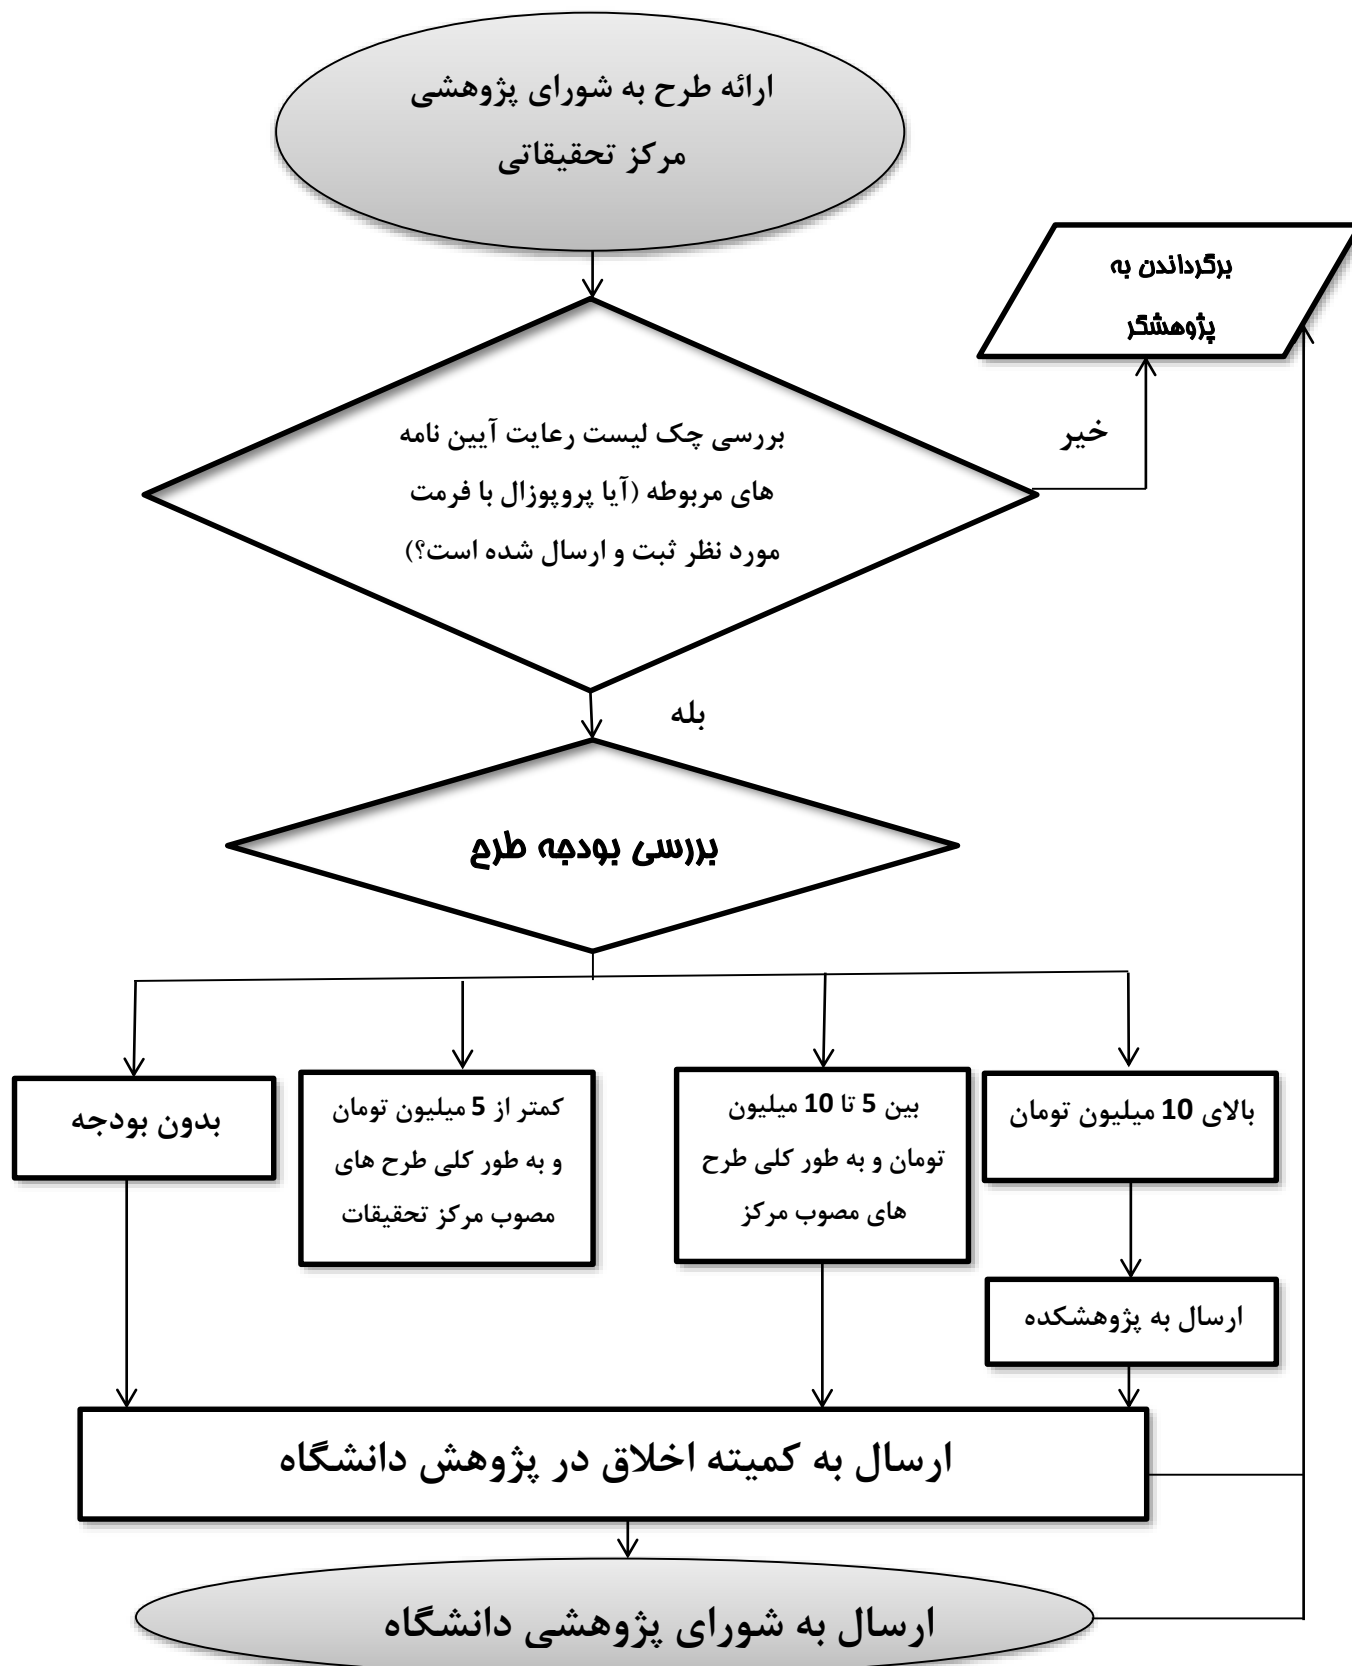 ارائه طرح به شورای پژوهشی
مرکز تحقیقاتی
برگرداندن به
پژوهشگر
خیر
بررسی چک لیست رعایت آیین نامه
های مربوطه (آیا پروپوزال با فرمت
مورد نظر ثبت و ارسال شده است؟)
بله
بررسی بودجه طرح
بالای 10 میلیون تومان
بین 5 تا 10 میلیون
تومان و به طور کلی طرح
های مصوب مرکز
کمتر از 5 میلیون تومان
و به طور کلی طرح های
مصوب مرکز تحقیقات
بدون بودجه
ارسال به پژوهشکده
ارسال به کمیته اخلاق در پژوهش دانشگاه
ارسال به شورای پژوهشی دانشگاه